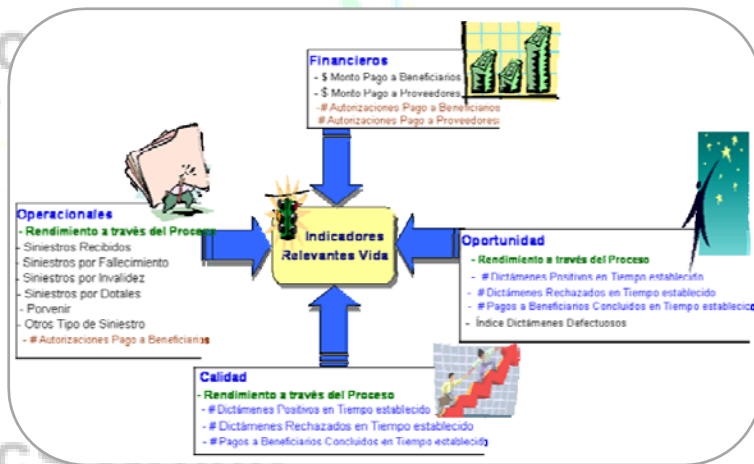 Financieros
- $ Monto Pago a Beneficiarios
- $ Monto Pago a Proveedores
- # Autorizaciones Pago a Beneficiarios
# Autorizaciones Pago a Proveedores
Operacionales
- Rendimiento a través del Proceso
- Siniestros Recibidos
- Siniestros por Fallecimiento
- Siniestros por Invalidez
- Siniestros por Dotales
- Porvenir
- Otros Tipo de Siniestro
- # Autorizaciones Pago a Beneficiarios
Indicadores
Relevantes Vida
Oportunidad
- Rendimiento a través del Proceso
- # Dictámenes Positivos en Tiempo establecido
- # Dictámenes Rechazados en Tiempo establecido
- # Pagos a Beneficiarios Concluidos en Tiempo establecido
- Índice Dictámenes Defectuosos
Calidad
- Rendimiento a través del Proceso
- # Dictámenes Positivos en Tiempo establecido
- # Dictámenes Rechazados en Tiempo establecido
- # Pagos a Beneficiarios Concluidos en Tiempo establecido